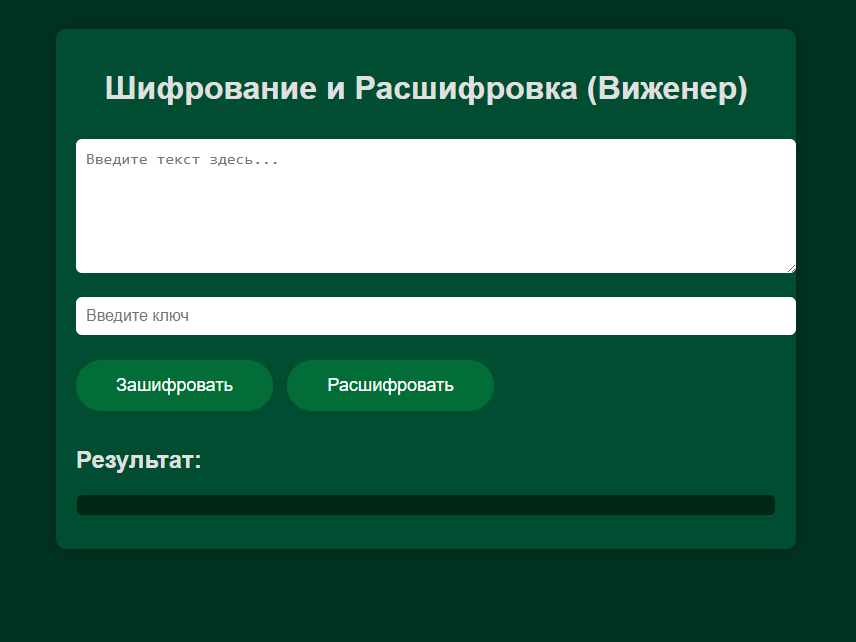 Шифрование и Расшифровка (Виженер)
Введите текст здесь...
Введите ключ
Зашифровать Расшифровать
Результат: